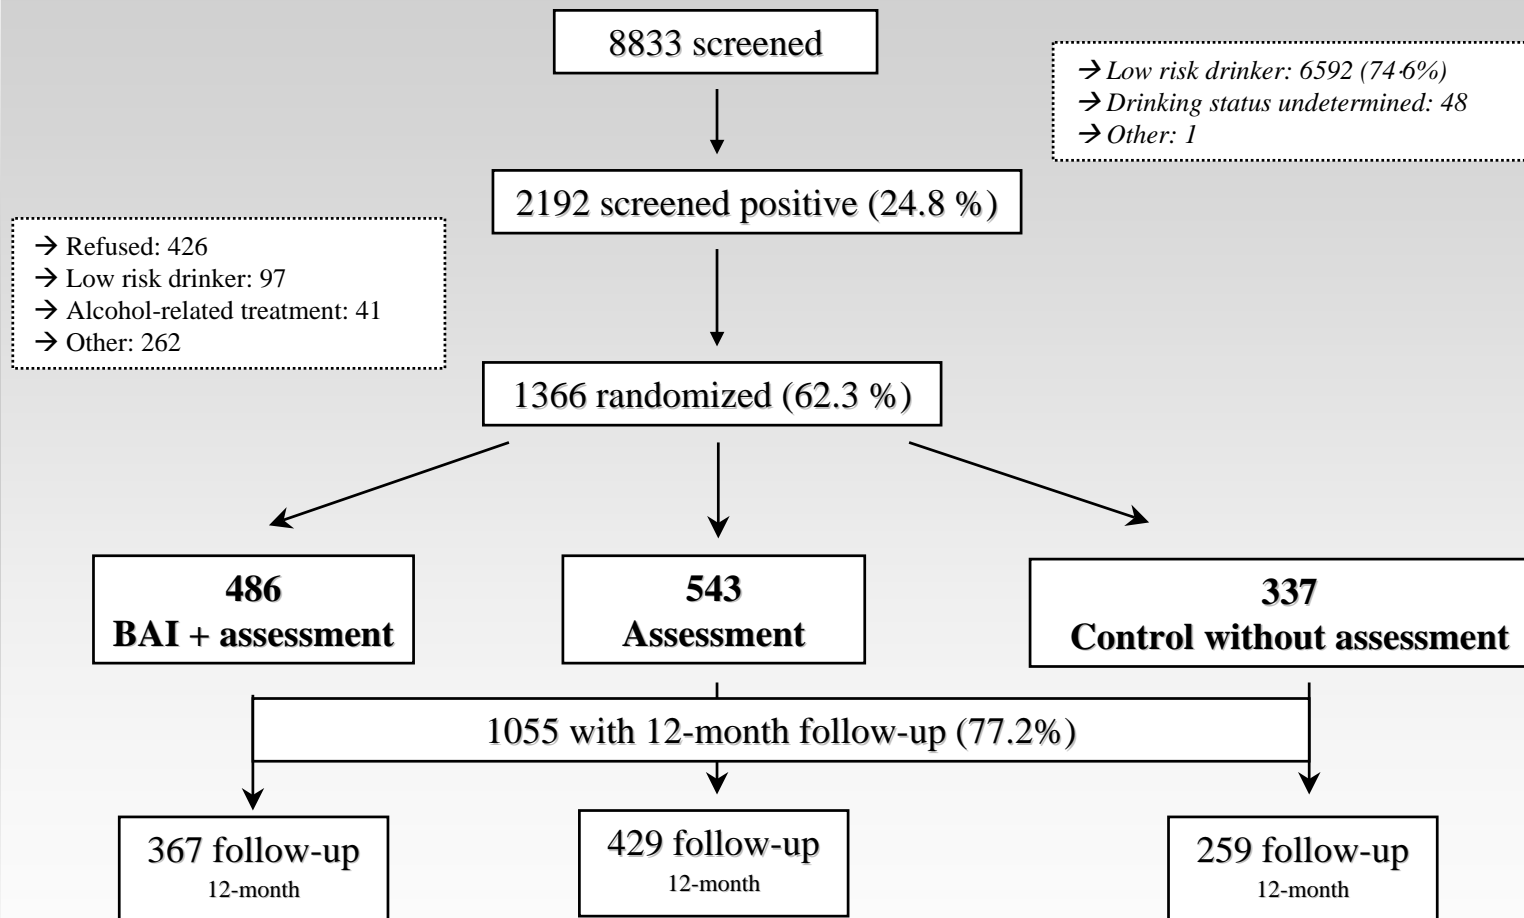 8833 screened
→ Low risk drinker: 6592 (74·6%)
→ Drinking status undetermined: 48
→ Other: 1
2192 screened positive (24.8 %)
→ Refused: 426
→ Low risk drinker: 97
→ Alcohol-related treatment: 41
→ Other: 262
1366 randomized (62.3 %)
486
BAI + assessment
543
Assessment
337
Control without assessment
1055 with 12-month follow-up (77.2%)
367 follow-up
12-month
429 follow-up
12-month
259 follow-up
12-month